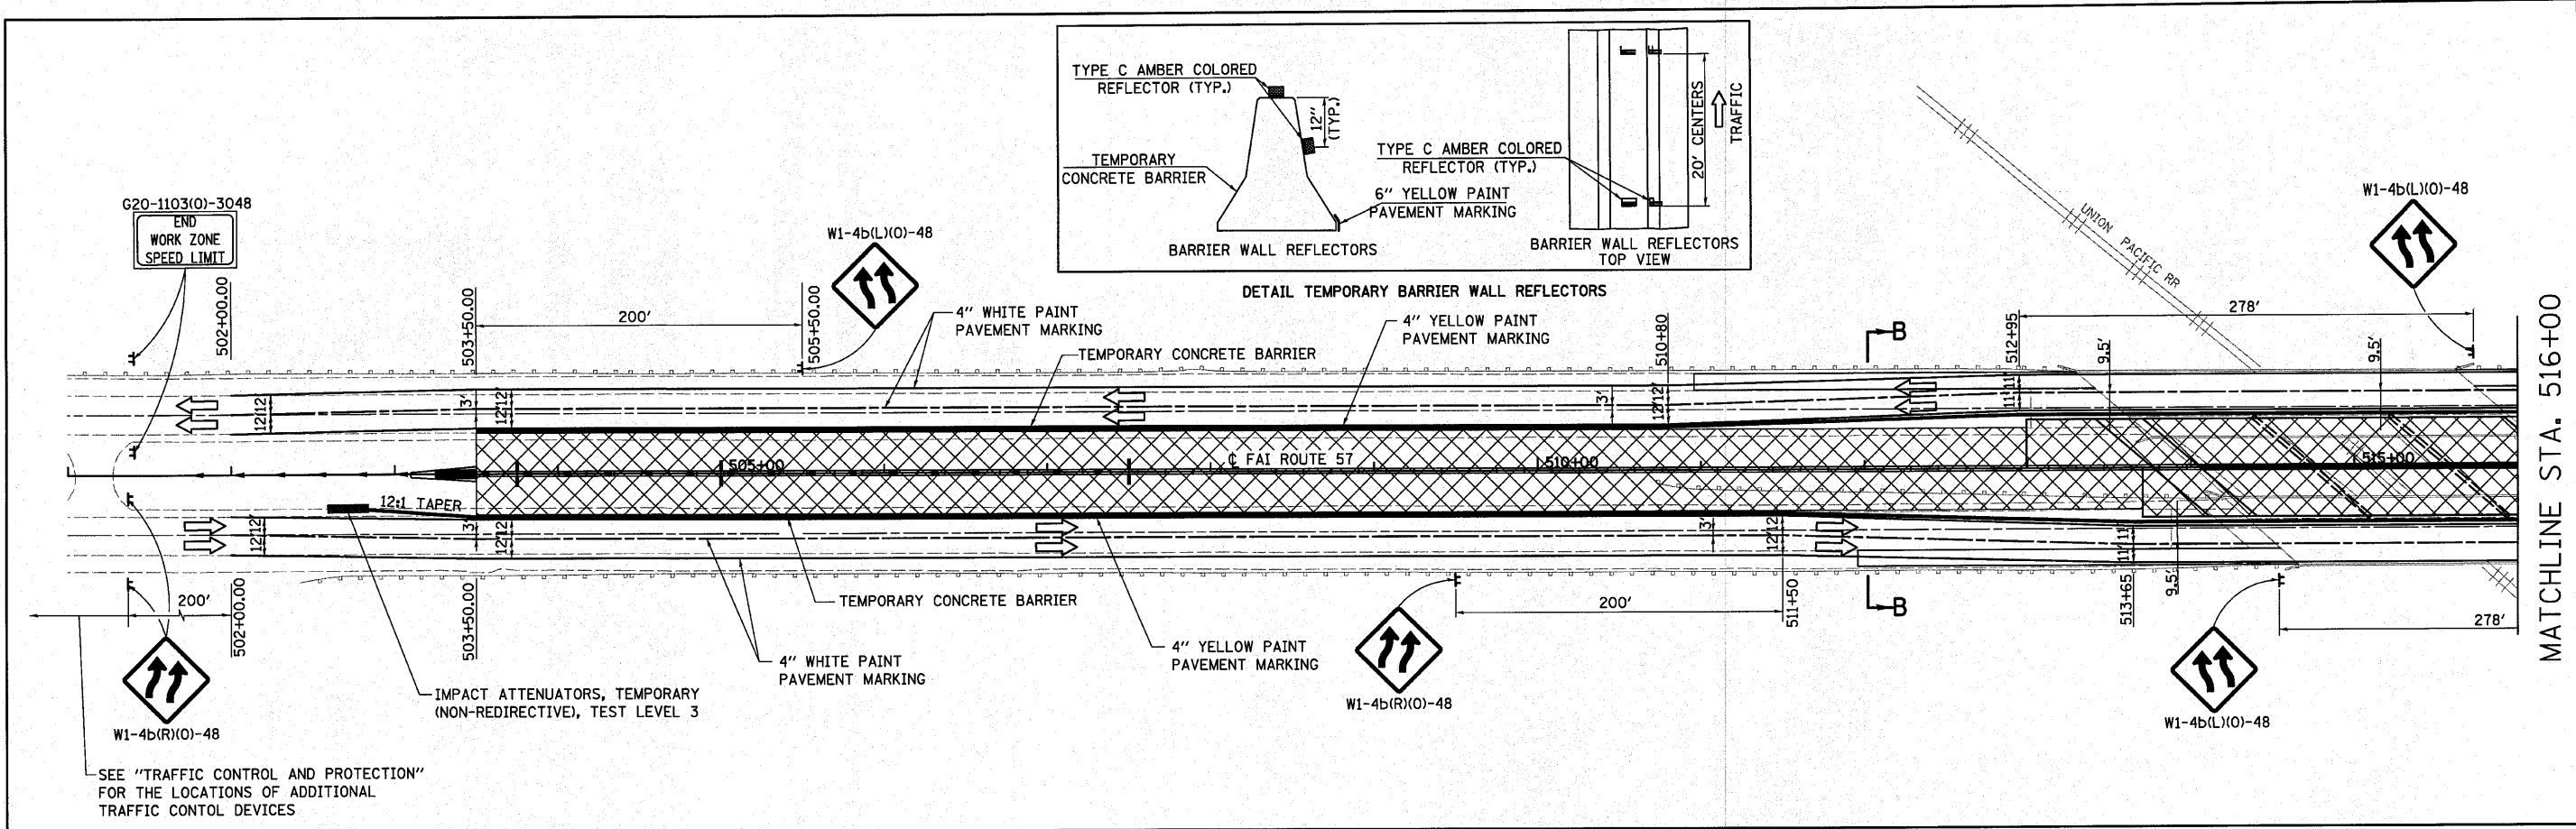 TYPE C AMBER COLORED
REFLECTOR (TYP.)
12"
(TYP.)
TEMPORARY
CONCRETE BARRIER
6" YELLOW PAINT
PAVEMENT MARKING
BARRIER WALL REFLECTORS
TYPE C AMBER COLORED
REFLECTOR (TYP.)
20' CENTERS
TRAFFIC
BARRIER WALL REFLECTORS
TOP VIEW
DETAIL TEMPORARY BARRIER WALL REFLECTORS
G20-1103(O)-3048
END
WORK ZONE
SPEED LIMIT
W1-4b(L)(O)-48
W1-4b(L)(O)-48
UNION PACIFIC RR
502+00.00
503+50.00
200'
505+50.00
4" WHITE PAINT
PAVEMENT MARKING
TEMPORARY CONCRETE BARRIER
4" YELLOW PAINT
PAVEMENT MARKING
510+80
B
512+95
278'
9.5'
9.5'
MATCHLINE STA. 516+00
12'12'
3'
12'12'
3'
12'12'
11'11'
505+00
℄ FAI ROUTE 57
510+00
515+00
12:1 TAPER
12'12'
3'
12'12'
3'
12'12'
11'11'
9.5'
200'
502+00.00
503+50.00
TEMPORARY CONCRETE BARRIER
200'
511+50
B
513+65
278'
4" WHITE PAINT
PAVEMENT MARKING
4" YELLOW PAINT
PAVEMENT MARKING
IMPACT ATTENUATORS, TEMPORARY
(NON-REDIRECTIVE), TEST LEVEL 3
W1-4b(R)(O)-48
W1-4b(R)(O)-48
W1-4b(L)(O)-48
SEE "TRAFFIC CONTROL AND PROTECTION"
FOR THE LOCATIONS OF ADDITIONAL
TRAFFIC CONTOL DEVICES